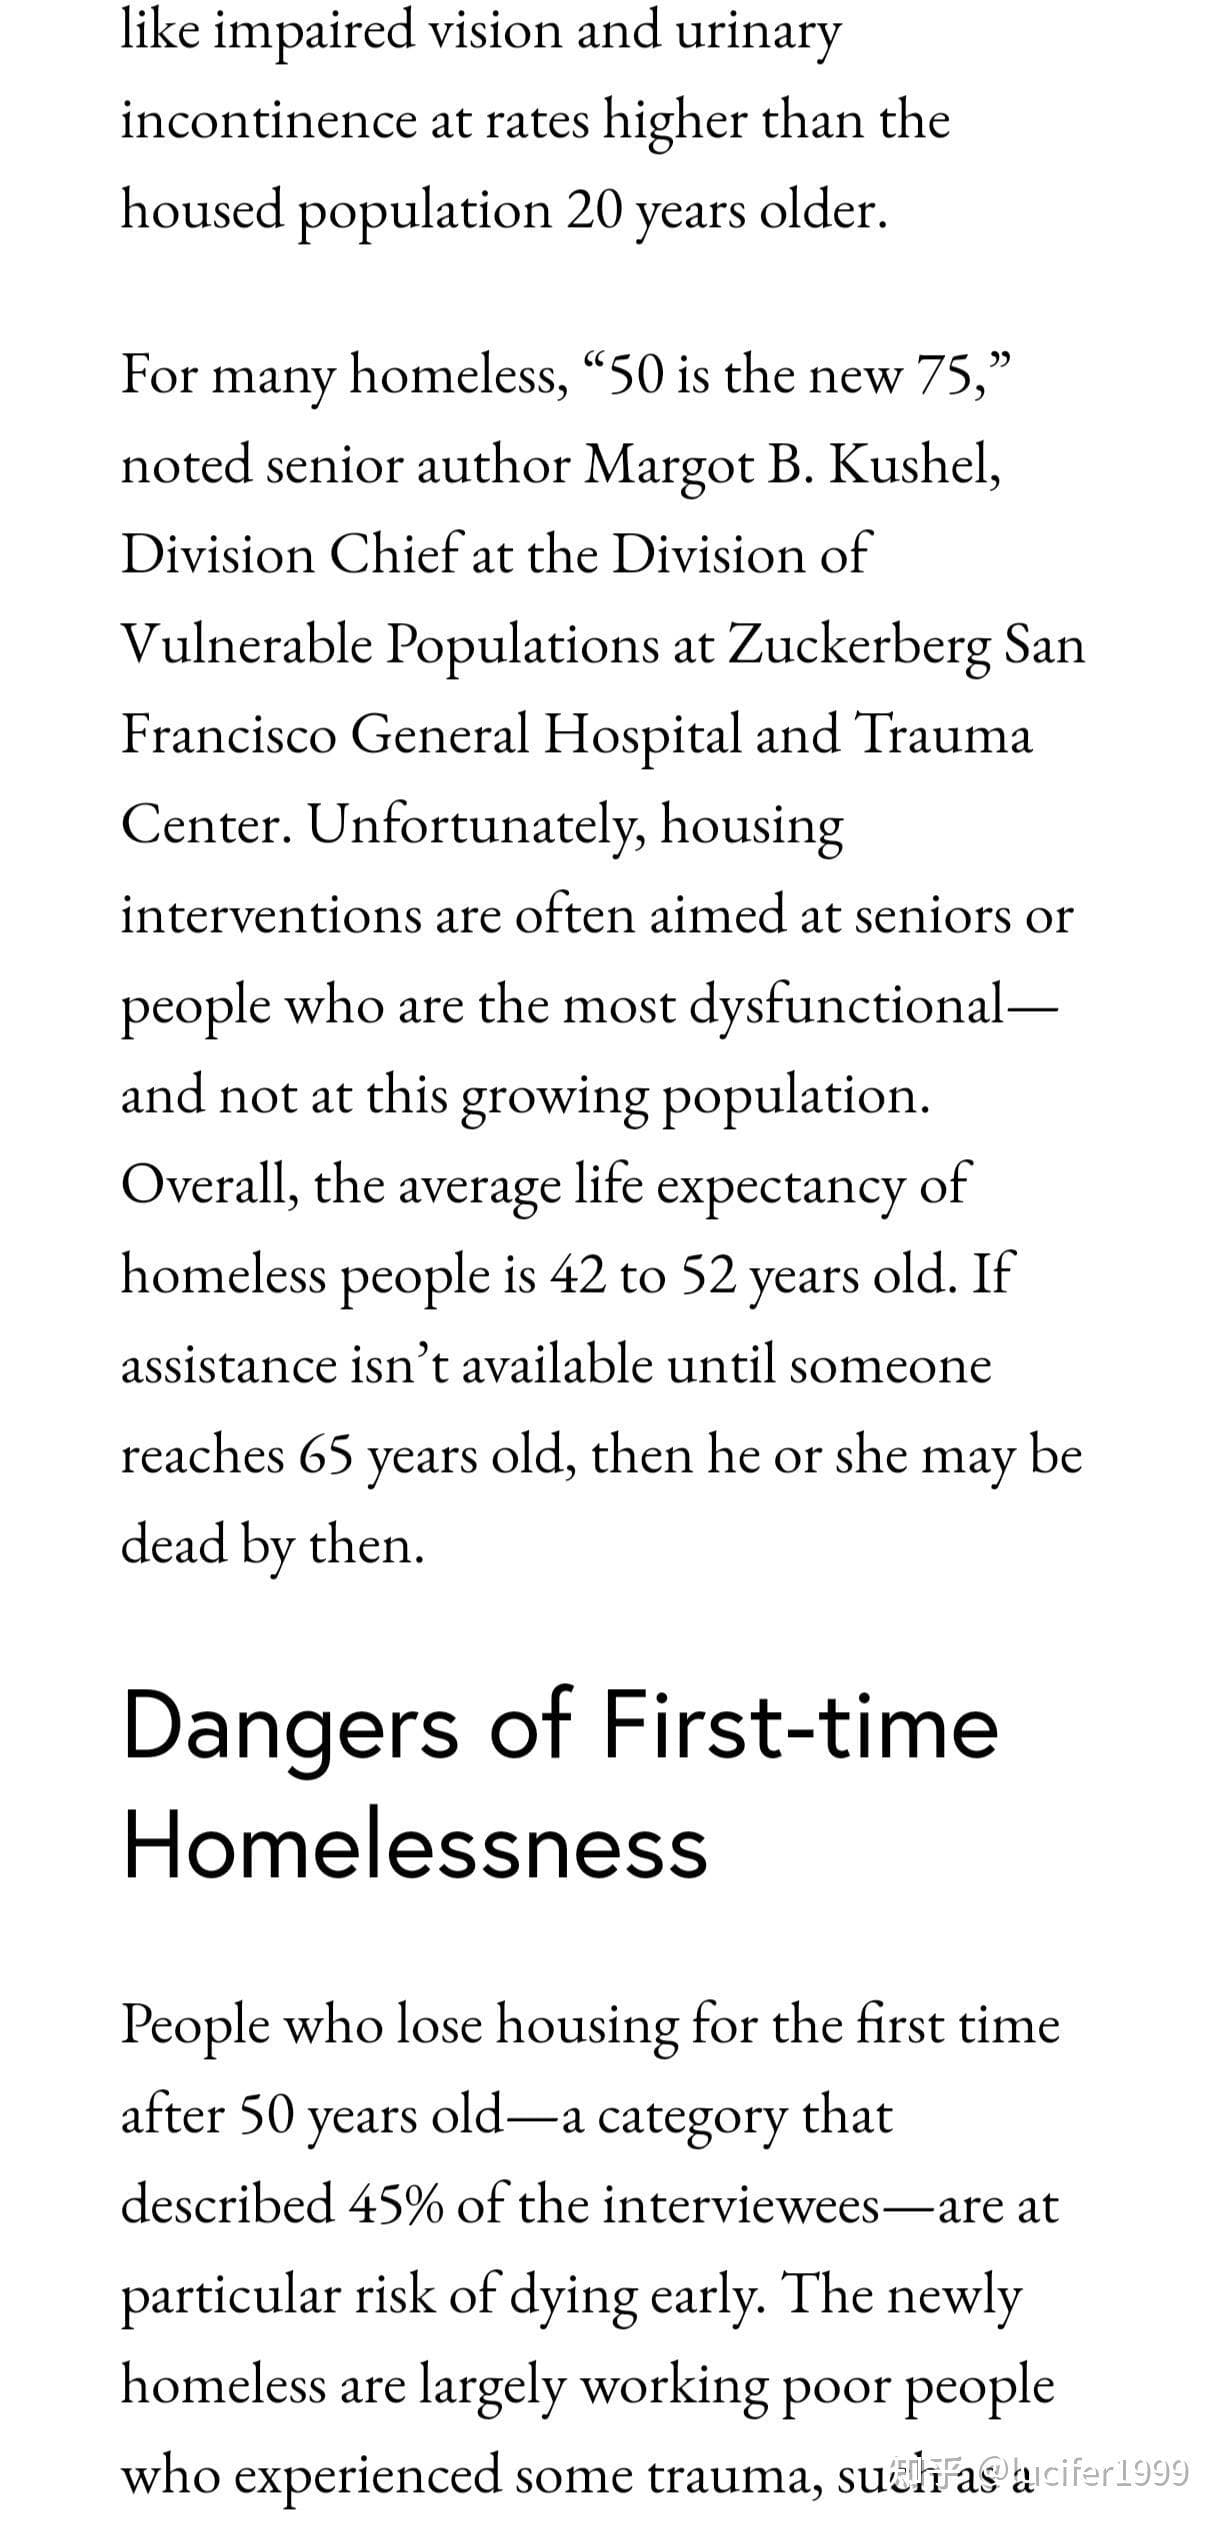 like impaired vision and urinary
incontinence at rates higher than the
housed population 20 years older.
For many homeless, “50 is the new 75,”
noted senior author Margot B. Kushel,
Division Chief at the Division of
Vulnerable Populations at Zuckerberg San
Francisco General Hospital and Trauma
Center. Unfortunately, housing
interventions are often aimed at seniors or
people who are the most dysfunctional—
and not at this growing population.
Overall, the average life expectancy of
homeless people is 42 to 52 years old. If
assistance isn’t available until someone
reaches 65 years old, then he or she may be
dead by then.
Dangers of First-time
Homelessness
People who lose housing for the first time
after 50 years old—a category that
described 45% of the interviewees—are at
particular risk of dying early. The newly
homeless are largely working poor people
who experienced some trauma, such as a
知乎 @lucifer1999